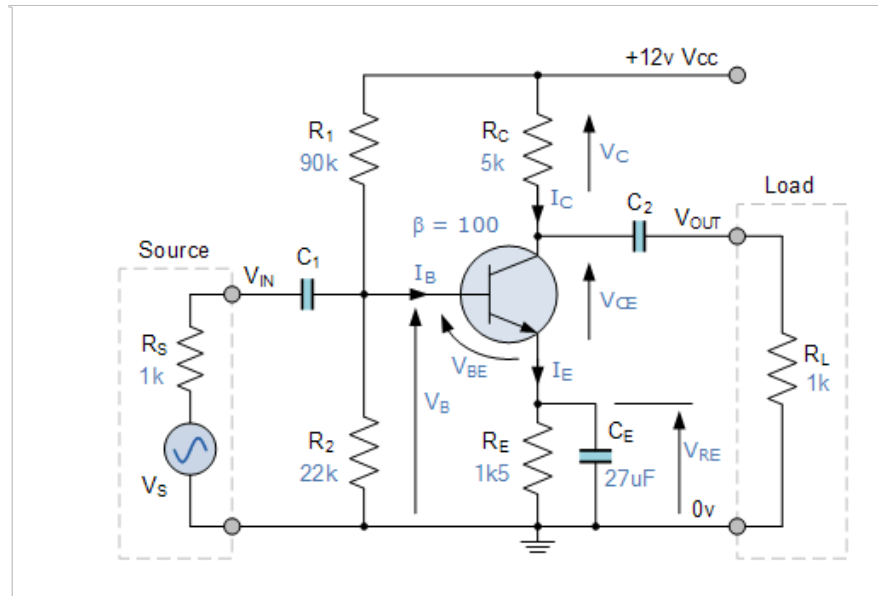 +12v Vcc
R1
90k
RC
5k
VC
IC
C2
VOUT
Load
β = 100
Source
VIN
C1
IB
VCE
RS
1k
VBE
IE
RL
1k
VB
R2
22k
RE
1k5
CE
27uF
VRE
VS
0v